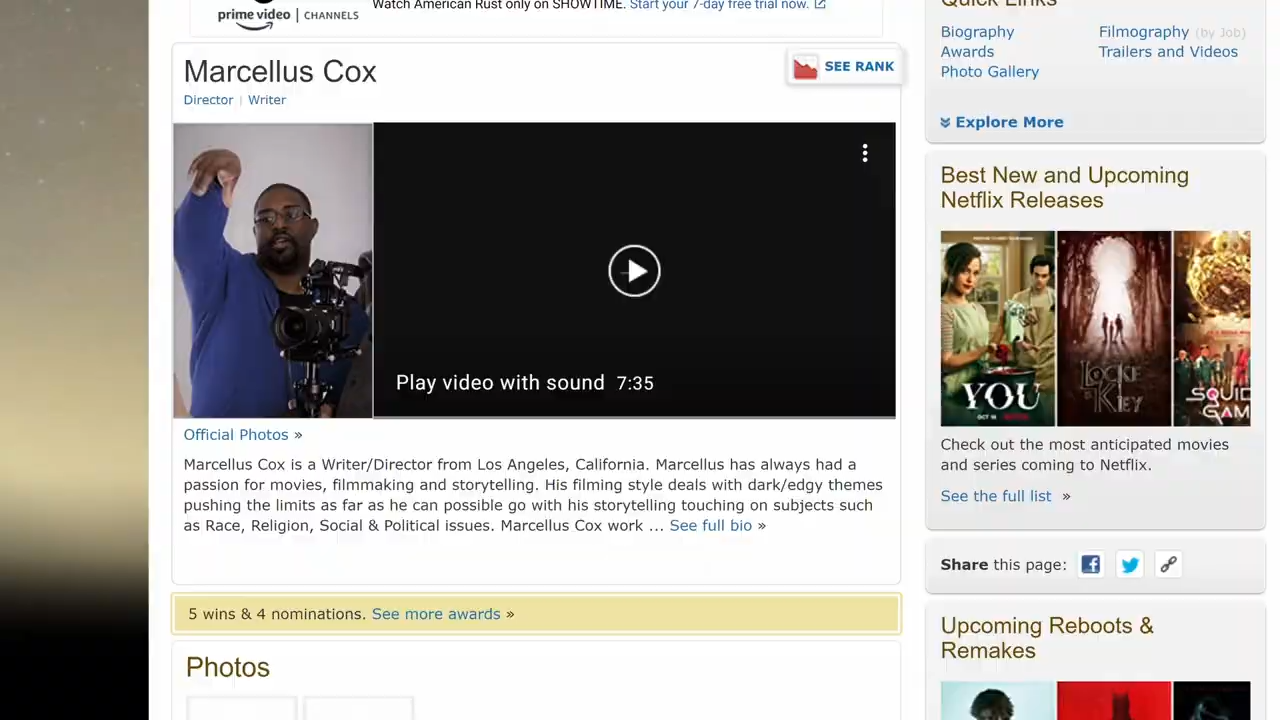 prime video | CHANNELS
Watch American Rust only on SHOWTIME. Start your 7-day free trial now.
Marcellus Cox
SEE RANK
Director | Writer
Play video with sound 7:35
Official Photos »
Marcellus Cox is a Writer/Director from Los Angeles, California. Marcellus has always had a
passion for movies, filmmaking and storytelling. His filming style deals with dark/edgy themes
pushing the limits as far as he can possible go with his storytelling touching on subjects such
as Race, Religion, Social & Political issues. Marcellus Cox work ... See full bio »
5 wins & 4 nominations. See more awards »
Photos
Quick Links
Biography
Filmography (by Job)
Awards
Trailers and Videos
Photo Gallery
Explore More
Best New and Upcoming
Netflix Releases
YOU
OCT 15
LOCKE
& KEY
SQUID
GAM
Check out the most anticipated movies
and series coming to Netflix.
See the full list »
Share this page:
Upcoming Reboots &
Remakes